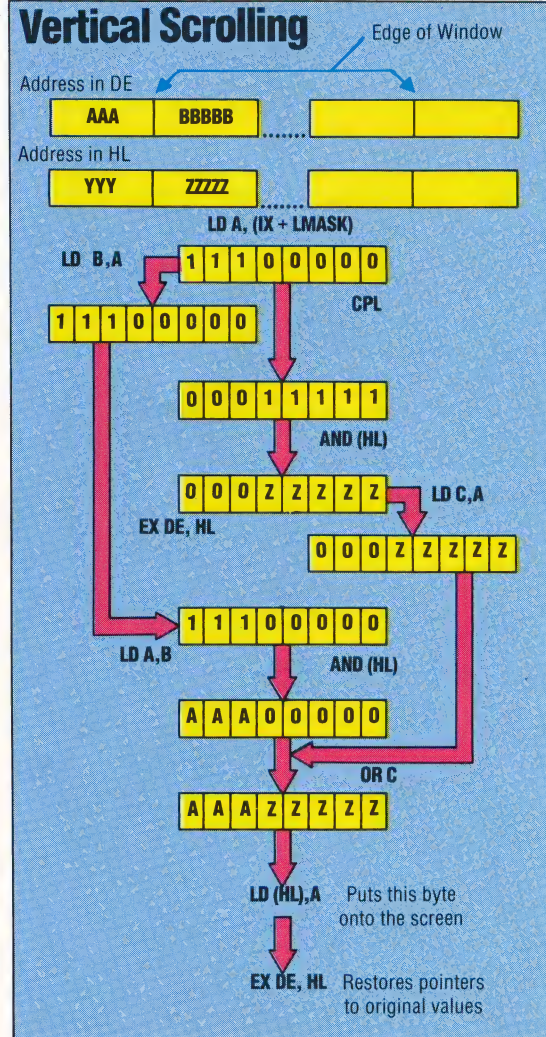 Vertical Scrolling
Edge of Window
Address in DE
AAA BBBBB .......
Address in HL
YYY ZZZZZ .......
LD A, (IX + LMASK)
LD B,A
1 1 1 0 0 0 0 0
CPL
1 1 1 0 0 0 0 0
0 0 0 1 1 1 1 1
AND (HL)
0 0 0 Z Z Z Z Z
LD C,A
EX DE, HL
0 0 0 Z Z Z Z Z
1 1 1 0 0 0 0 0
LD A,B
AND (HL)
A A A 0 0 0 0 0
OR C
A A A Z Z Z Z Z
LD (HL),A Puts this byte
onto the screen
EX DE, HL Restores pointers
to original values